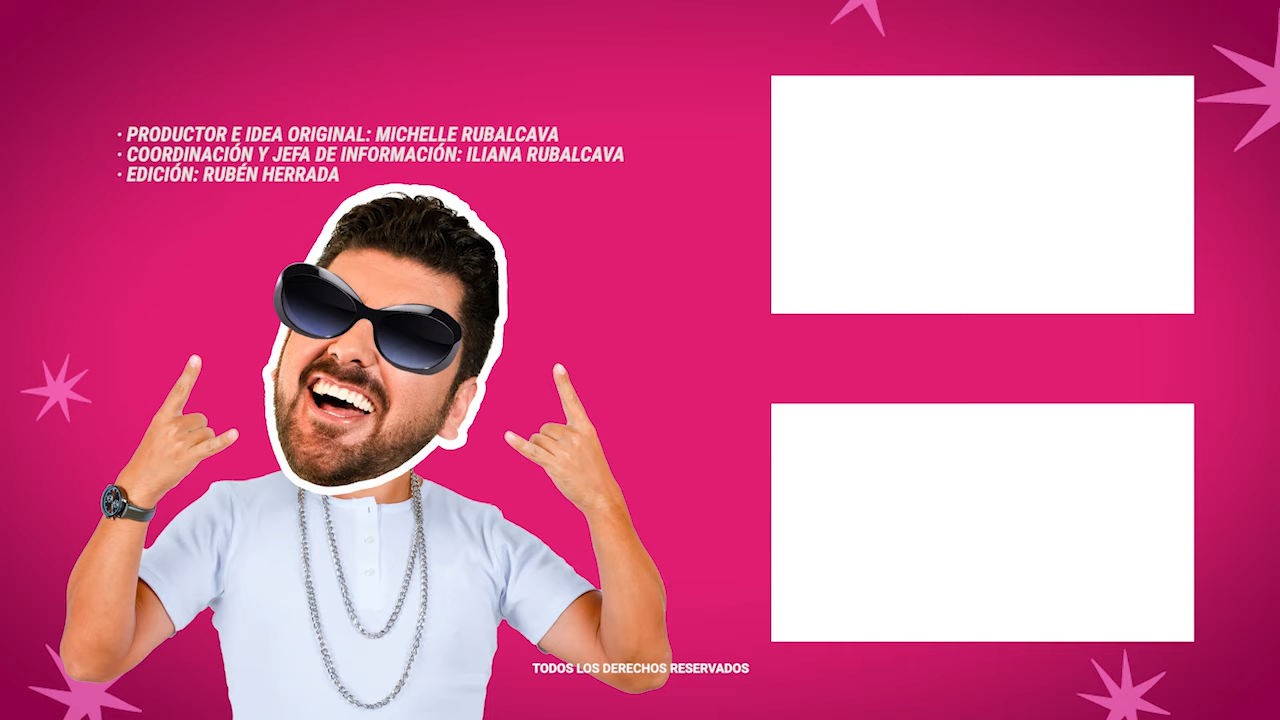 · PRODUCTOR E IDEA ORIGINAL: MICHELLE RUBALCAVA
· COORDINACIÓN Y JEFA DE INFORMACIÓN: ILIANA RUBALCAVA
· EDICIÓN: RUBÉN HERRADA
TODOS LOS DERECHOS RESERVADOS